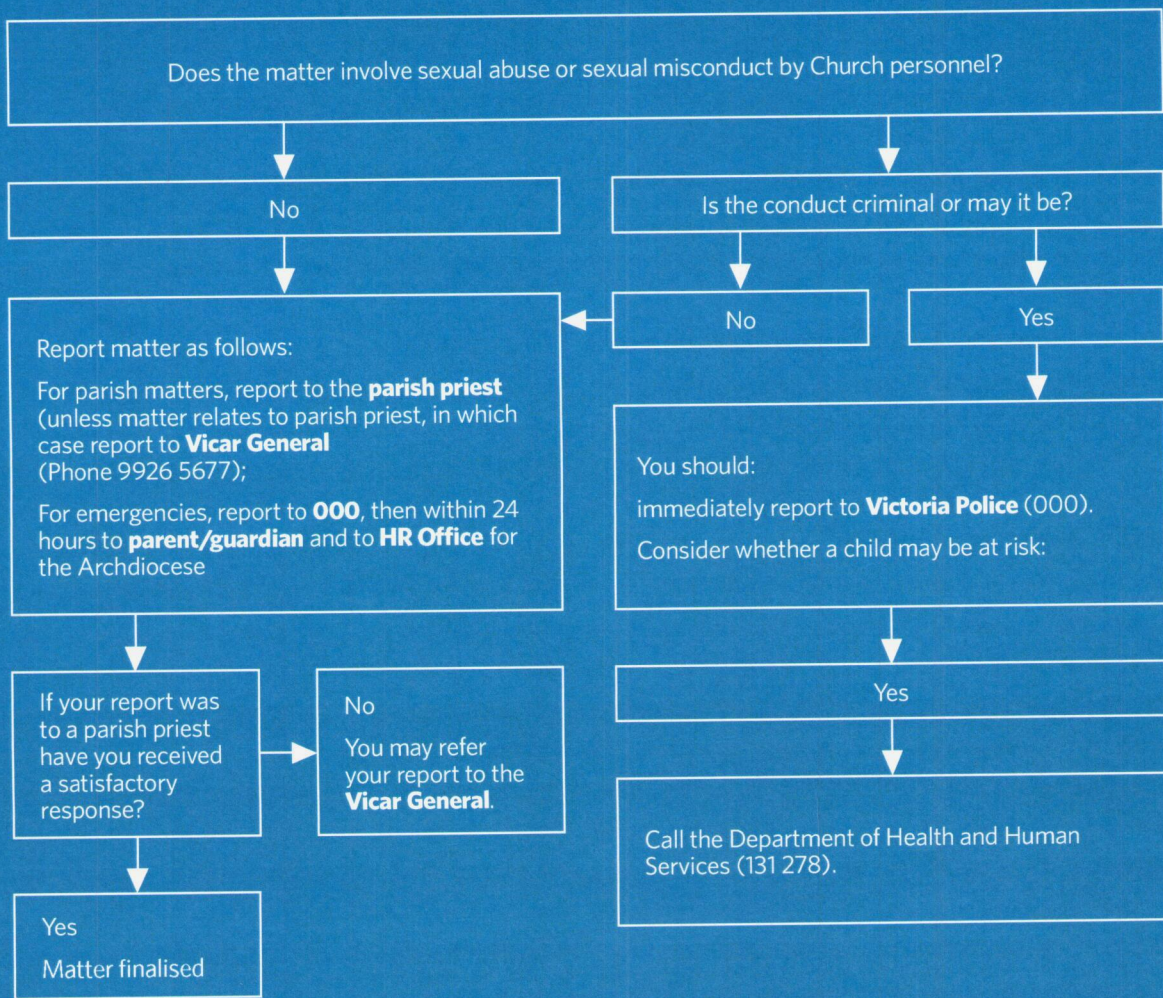 Does the matter involve sexual abuse or sexual misconduct by Church personnel?
No
Is the conduct criminal or may it be?
No
Yes
Report matter as follows:
For parish matters, report to the parish priest
(unless matter relates to parish priest, in which
case report to Vicar General
(Phone 9926 5677);
For emergencies, report to 000, then within 24
hours to parent/guardian and to HR Office for
the Archdiocese
You should:
immediately report to Victoria Police (000).
Consider whether a child may be at risk:
If your report was
to a parish priest
have you received
a satisfactory
response?
No
You may refer
your report to the
Vicar General.
Yes
Call the Department of Health and Human
Services (131 278).
Yes
Matter finalised